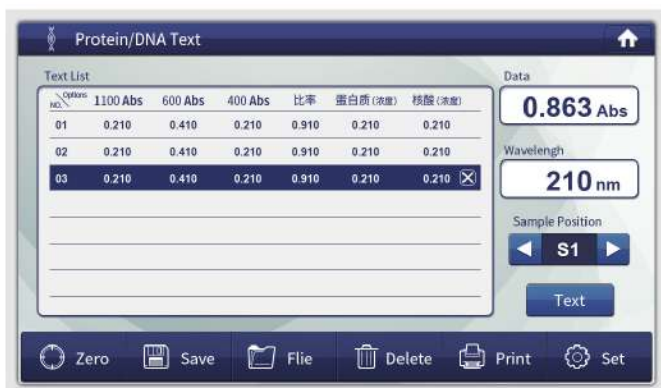 Protein/DNA Text
Text List
Options
NO.
1100 Abs 600 Abs 400 Abs 比率 蛋白质(浓度) 核酸(浓度)
01 0.210 0.410 0.210 0.910 0.210 0.210
02 0.210 0.410 0.210 0.910 0.210 0.210
03 0.210 0.410 0.210 0.910 0.210 0.210
Data
0.863 Abs
Wavelengh
210 nm
Sample Position
S1
Text
Zero Save Flie Delete Print Set